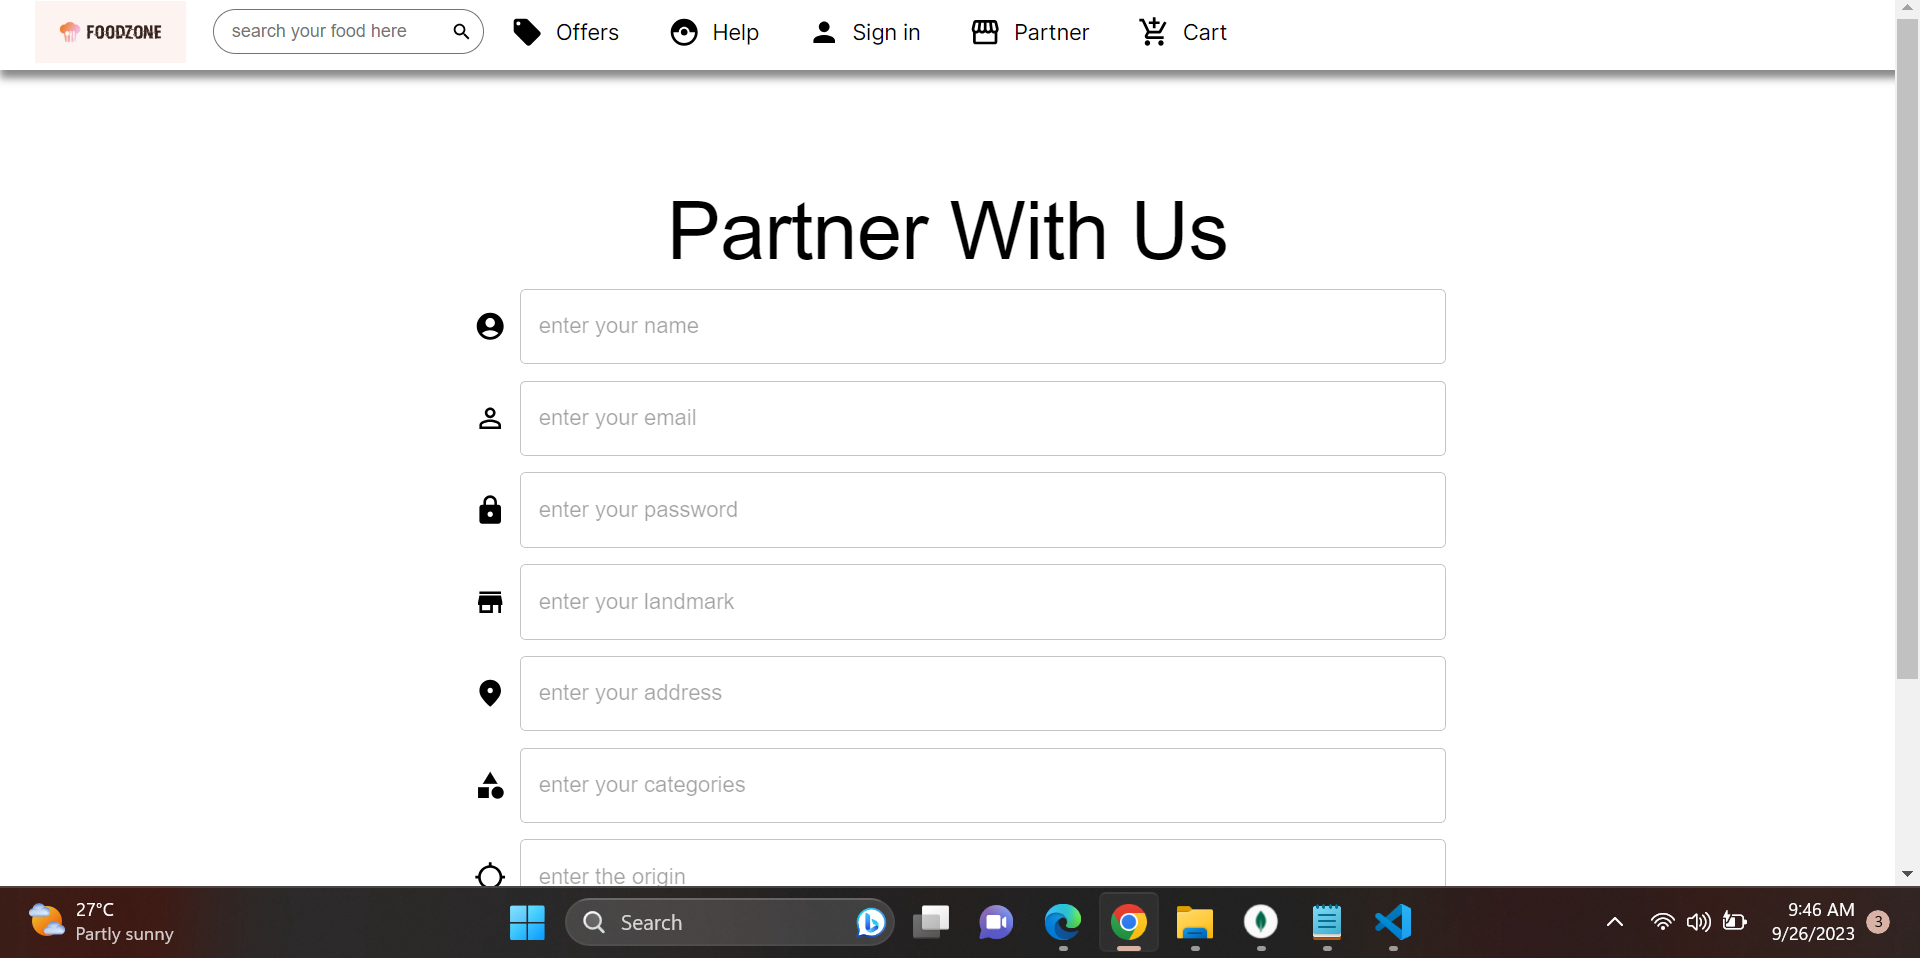 FOODZONE
search your food here
Offers
Help
Sign in
Partner
Cart
Partner With Us
enter your name
enter your email
enter your password
enter your landmark
enter your address
enter your categories
enter the origin
27°C
Partly sunny
Search
9:46 AM
9/26/2023
3